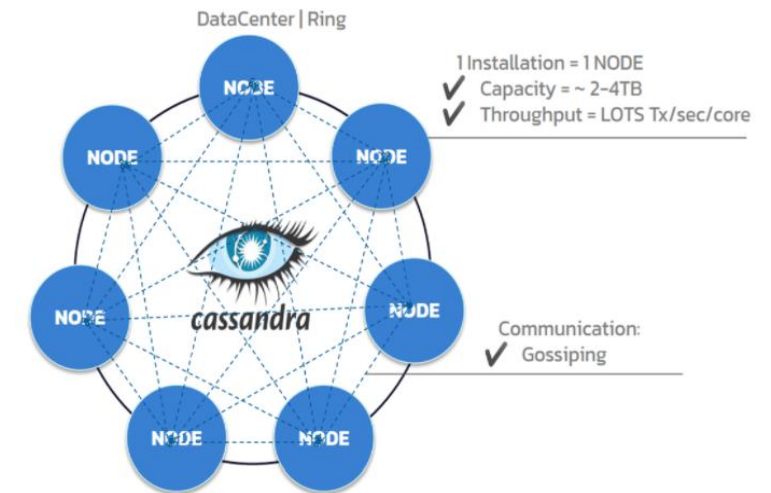 DataCenter | Ring
NODE
1 Installation = 1 NODE
✔ Capacity = ~ 2-4TB
✔ Throughput = LOTS Tx/sec/core
NODE
NODE
cassandra
NODE
NODE
Communication:
✔ Gossiping
NODE
NODE